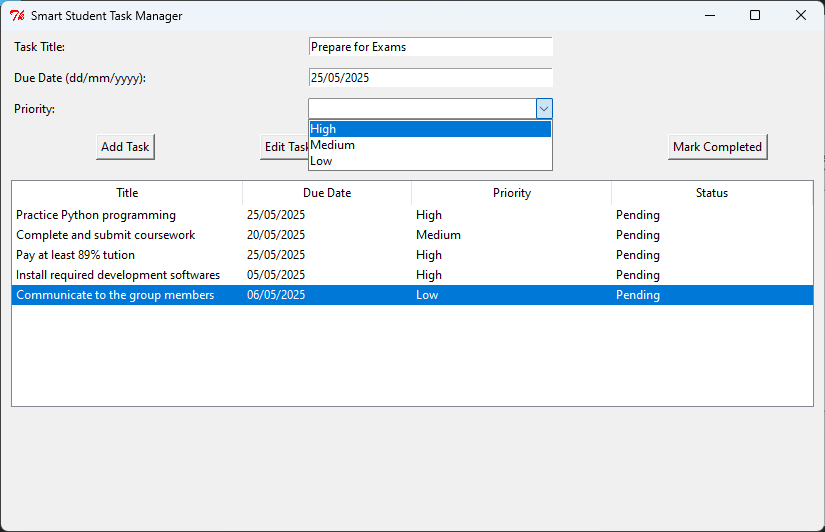 Smart Student Task Manager
Task Title: Prepare for Exams
Due Date (dd/mm/yyyy): 25/05/2025
Priority:
High
Medium
Low
Add Task Edit Mark Completed
Title Due Date Priority Status
Practice Python programming 25/05/2025 High Pending
Complete and submit coursework 20/05/2025 Medium Pending
Pay at least 89% tution 25/05/2025 High Pending
Install required development softwares 05/05/2025 High Pending
Communicate to the group members 06/05/2025 Low Pending